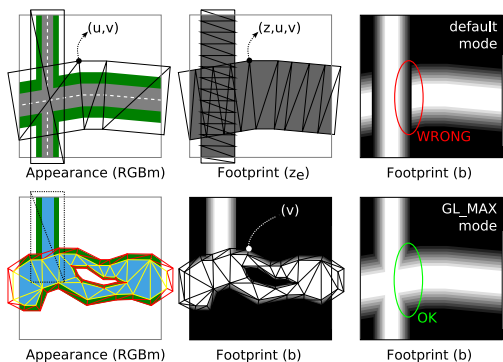 (u,v)
(z,u,v)
default
mode
WRONG
Appearance (RGBm)
Footprint (ze)
Footprint (b)
(v)
GL_MAX
mode
OK
Appearance (RGBm)
Footprint (b)
Footprint (b)